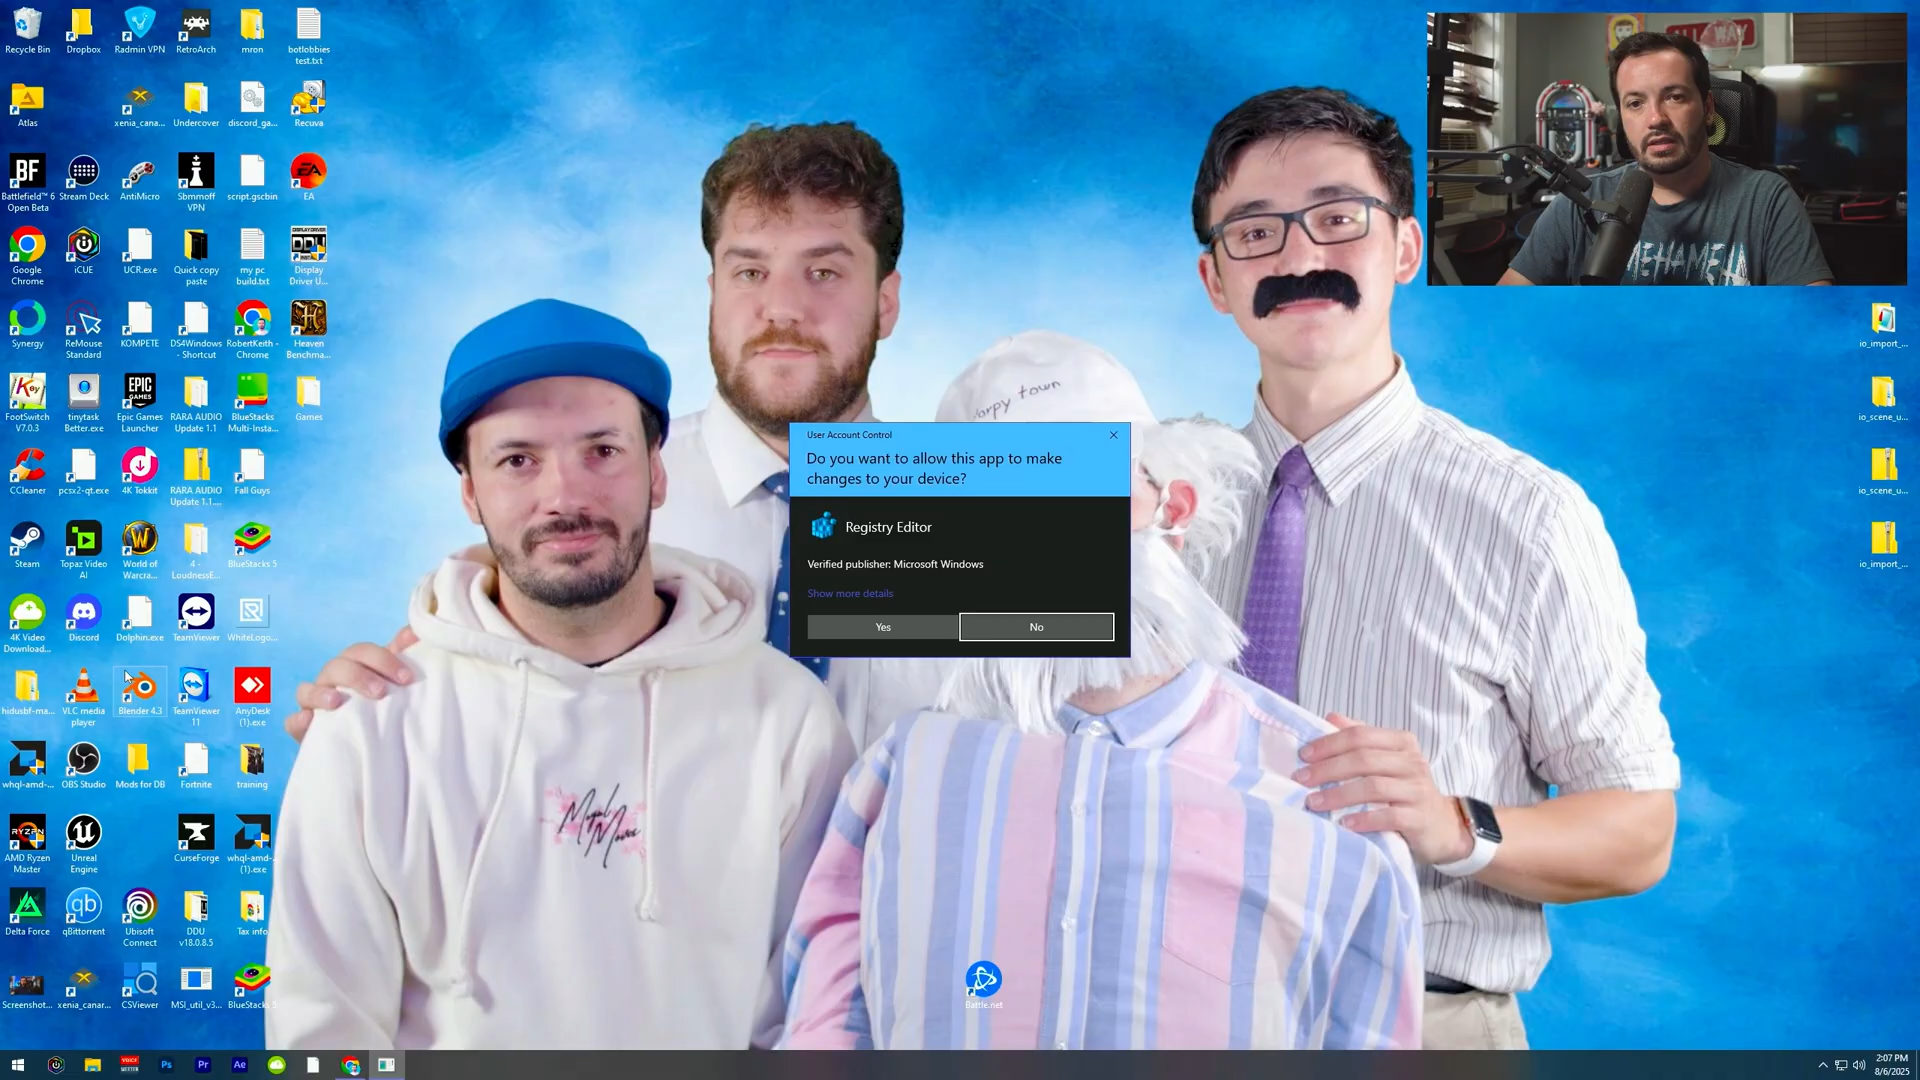 Recycle Bin
Dropbox
Radmin VPN
RetroArch
mron
botlobbies
test.txt
Atlas
xenia_cana...
Undercover
discord_ga...
Recuva
Battlefield™ 6
Open Beta
Stream Deck
AntiMicro
Sbmmoff
VPN
script.gscbin
EA
Google
Chrome
iCUE
UCR.exe
Quick copy
paste
my pc
build.txt
Display
Driver U...
Synergy
ReMouse
Standard
KOMPETE
DS4Windows
- Shortcut
RobertKeith -
Chrome
Heaven
Benchma...
FootSwitch
V7.0.3
tinytask
Better.exe
Epic Games
Launcher
RARA AUDIO
Update 1.1
BlueStacks
Multi-Insta...
Games
CCleaner
pcsx2-qt.exe
4K Tokkit
RARA AUDIO
Update 1.1....
Fall Guys
Steam
Topaz Video
AI
World of
Warcra...
4 -
LoudnessE...
BlueStacks 5
4K Video
Download...
Discord
Dolphin.exe
TeamViewer
WhiteLogo...
hidusbf-ma...
VLC media
player
Blender 4.3
TeamViewer
11
AnyDesk
(1).exe
whql-amd-...
OBS Studio
Mods for DB
Fortnite
training
AMD Ryzen
Master
Unreal
Engine
CurseForge
whql-amd-...
(1).exe
Delta Force
qBittorrent
Ubisoft
Connect
DDU
v18.0.8.5
Tax info
Screenshot...
xenia_canar...
CSViewer
MSI_util_v3...
BlueStacks 5
Battle.net
io_import_...
io_scene_u...
io_scene_u...
io_import_...
ALL WAY
orpy town
User Account Control
Do you want to allow this app to make
changes to your device?
Registry Editor
Verified publisher: Microsoft Windows
Show more details
Yes
No
2:07 PM
8/6/2025